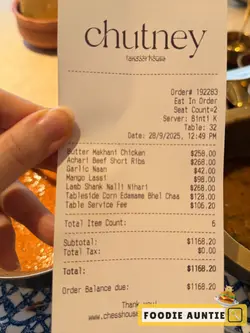 chutney
Order# 192283
Eat In Order
Seat Count=2
Server: Binti K
Table: 32
Date: 28/9/2025, 12:49 PM
Butter Makhani Chicken $258.00
Achari Beef Short Ribs $268.00
Garlic Naan $42.00
Mango Lassi $98.00
Lamb Shank Nalli Nihari $268.00
Tableside Corn Edamame Bhel Chaa $128.00
Table Service Fee $106.20
Total Item Count: 6
Subtotal: $1168.20
Total Tax: $0.00
Total: $1168.20
Order Balance due: $1168.20
Thank you!
FOODIE AUNTIE